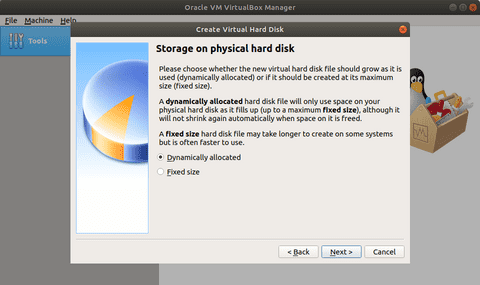 Oracle VM VirtualBox Manager
File Machine Help
Tools
Create Virtual Hard Disk
Storage on physical hard disk
Please choose whether the new virtual hard disk file should grow as it is
used (dynamically allocated) or if it should be created at its maximum
size (fixed size).
A dynamically allocated hard disk file will only use space on your
physical hard disk as it fills up (up to a maximum fixed size), although it
will not shrink again automatically when space on it is freed.
A fixed size hard disk file may take longer to create on some systems
but is often faster to use.
Dynamically allocated
Fixed size
< Back Next > Cancel